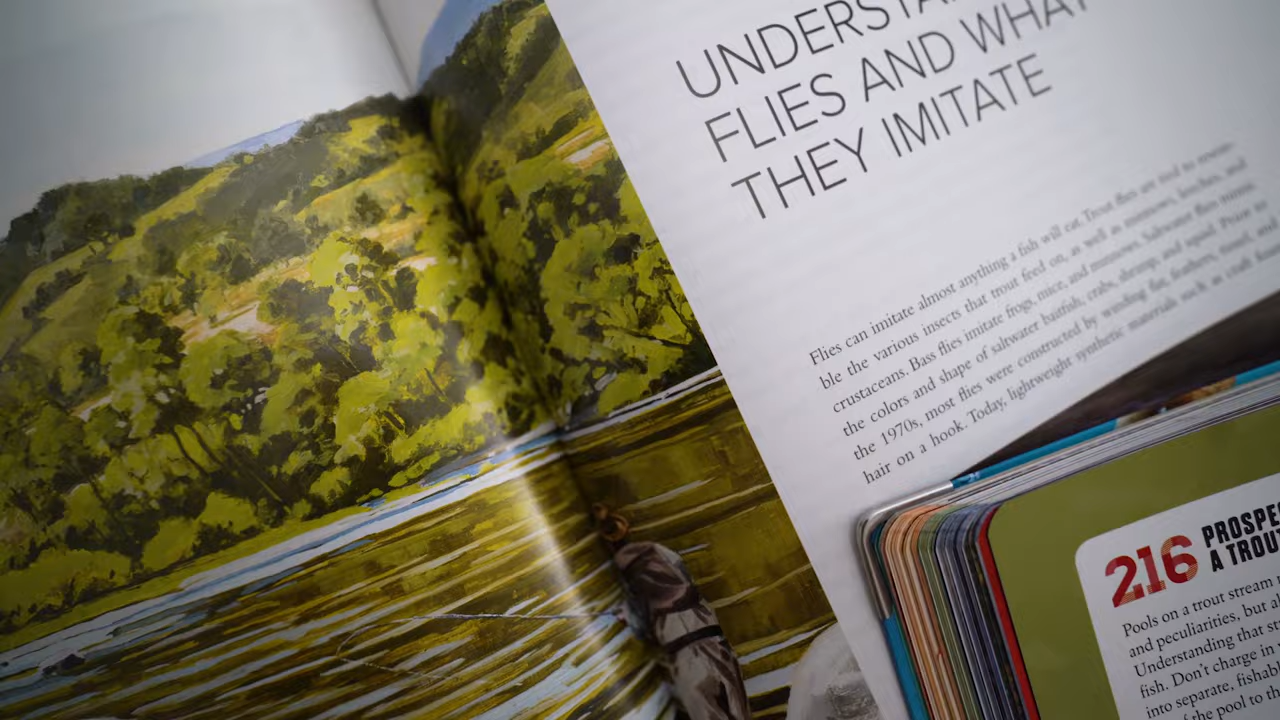 UNDERSTA
FLIES AND WHAT
THEY IMITATE
Flies can imitate almost anything a fish will eat. Trout flies are tied to resem-
ble the various insects that trout feed on, as well as minnows, leeches, and
crustaceans. Bass flies imitate frogs, mice, and minnows. Saltwater flies mimic
the colors and shape of saltwater baitfish, crabs, shrimp, and squid. Prior to
the 1970s, most flies were constructed by winding flat, feathers, tinsel, and
hair on a hook. Today, lightweight synthetic materials such as craft
216 PROSPE
A TROUT
Pools on a trout stream
and peculiarities, but al
Understanding that str
fish. Don't charge in
into separate, fishab
the pool to th